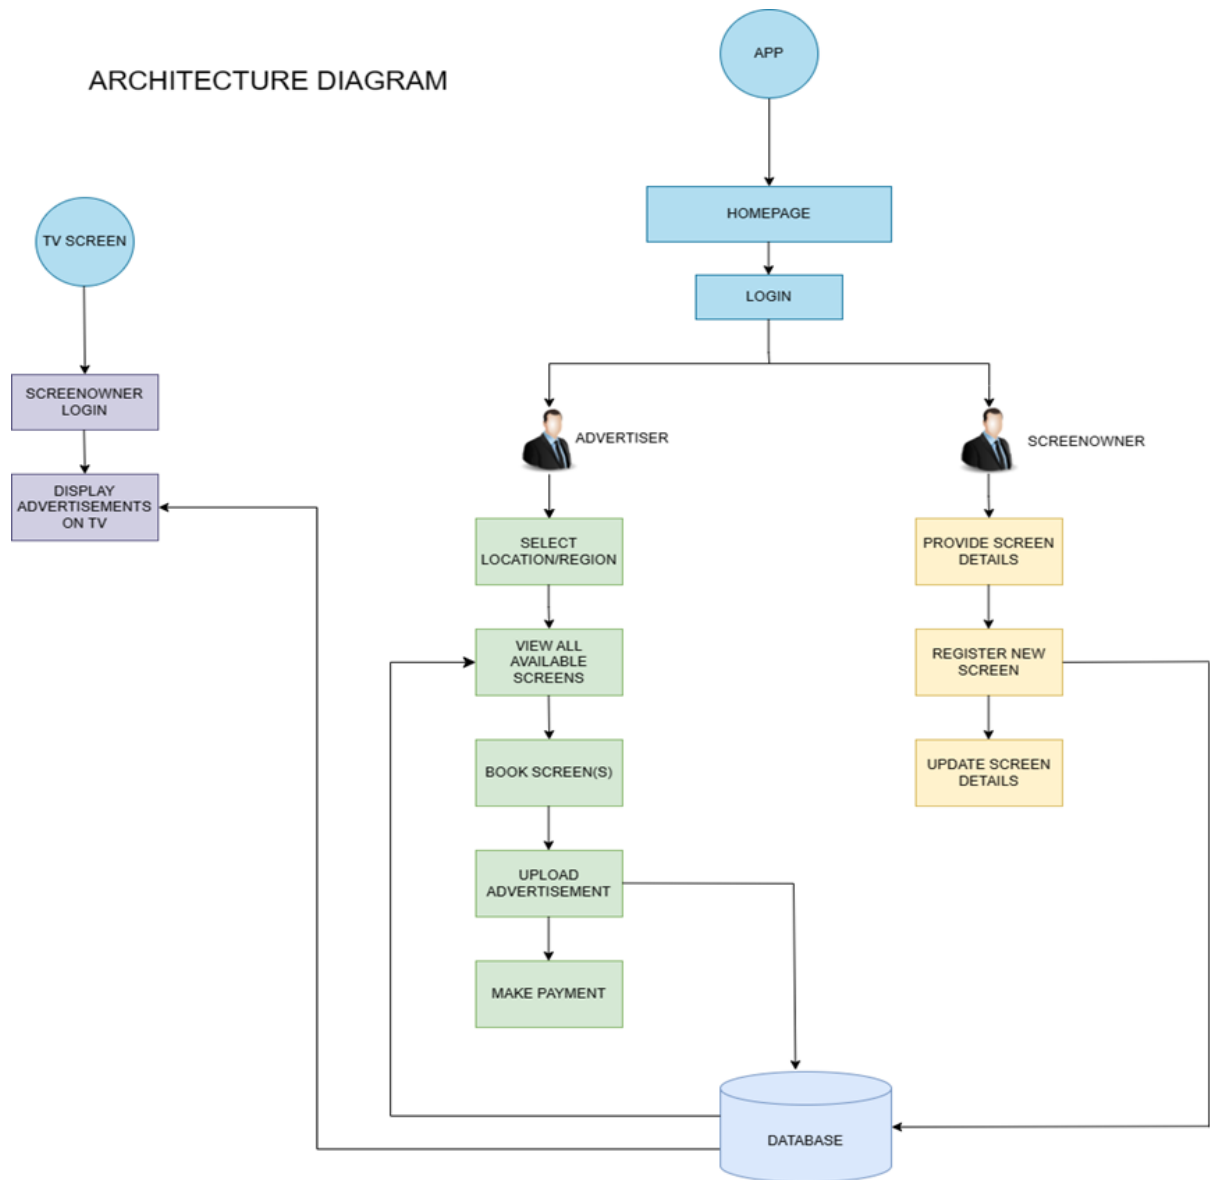 APP
ARCHITECTURE DIAGRAM
HOMEPAGE
TV SCREEN
LOGIN
SCREENOWNER
LOGIN
ADVERTISER
SCREENOWNER
DISPLAY
ADVERTISEMENTS
ON TV
SELECT
LOCATION/REGION
PROVIDE SCREEN
DETAILS
VIEW ALL
AVAILABLE
SCREENS
REGISTER NEW
SCREEN
BOOK SCREEN(S)
UPDATE SCREEN
DETAILS
UPLOAD
ADVERTISEMENT
MAKE PAYMENT
DATABASE